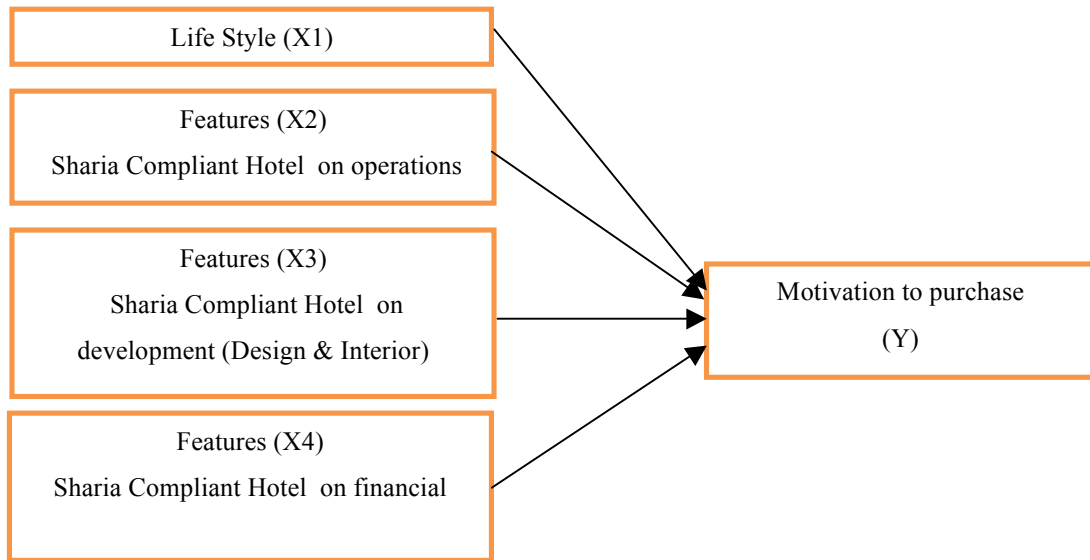 Life Style (X1)
Features (X2)
Sharia Compliant Hotel on operations
Features (X3)
Sharia Compliant Hotel on
development (Design & Interior)
Features (X4)
Sharia Compliant Hotel on financial
Motivation to purchase
(Y)